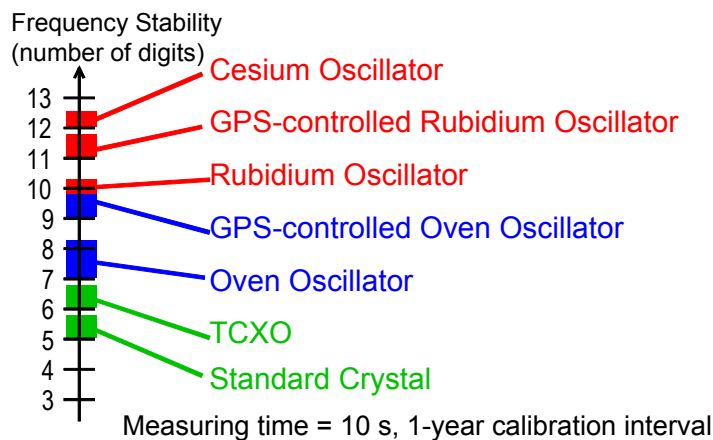 Frequency Stability
(number of digits)
Cesium Oscillator
13
GPS-controlled Rubidium Oscillator
12
11
Rubidium Oscillator
10
GPS-controlled Oven Oscillator
9
8
Oven Oscillator
7
6
TCXO
5
Standard Crystal
4
3
Measuring time = 10 s, 1-year calibration interval